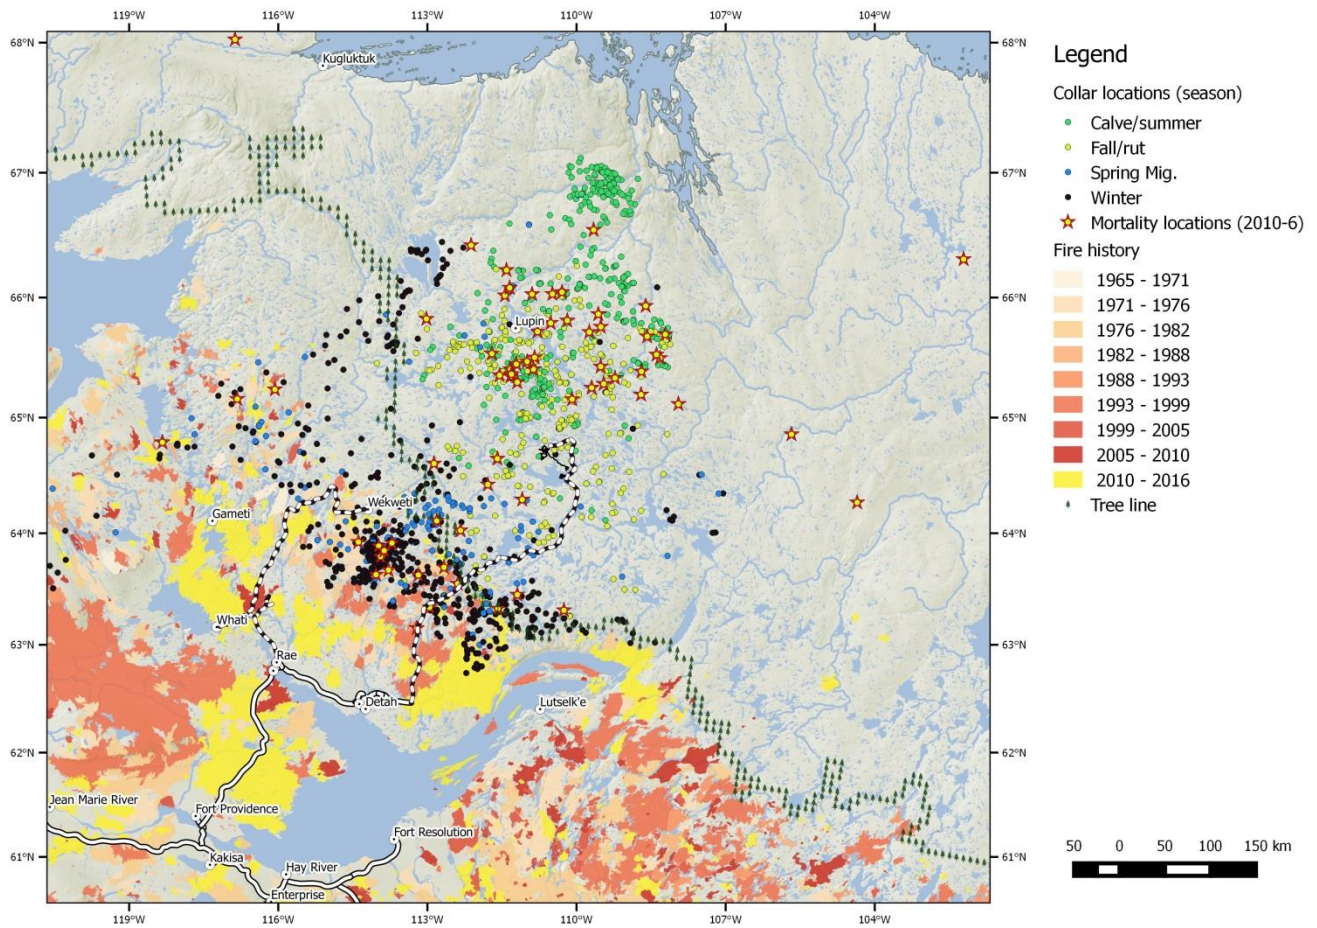 119°W 116°W 113°W 110°W 107°W 104°W
68°N 68°N
Kugluktuk
67°N 67°N
66°N 66°N
Lupin
65°N 65°N
Wekweti
Gameti
64°N 64°N
Whati
63°N 63°N
Rae
Detah
Lutselk'e
62°N 62°N
Jean Marie River
Fort Providence
Fort Resolution
61°N 61°N
Kakisa
Hay River
Enterprise
119°W 116°W 113°W 110°W 107°W 104°W
Legend
Collar locations (season)
Calve/summer
Fall/rut
Spring Mig.
Winter
Mortality locations (2010-6)
Fire history
1965 - 1971
1971 - 1976
1976 - 1982
1982 - 1988
1988 - 1993
1993 - 1999
1999 - 2005
2005 - 2010
2010 - 2016
Tree line
50 0 50 100 150 km